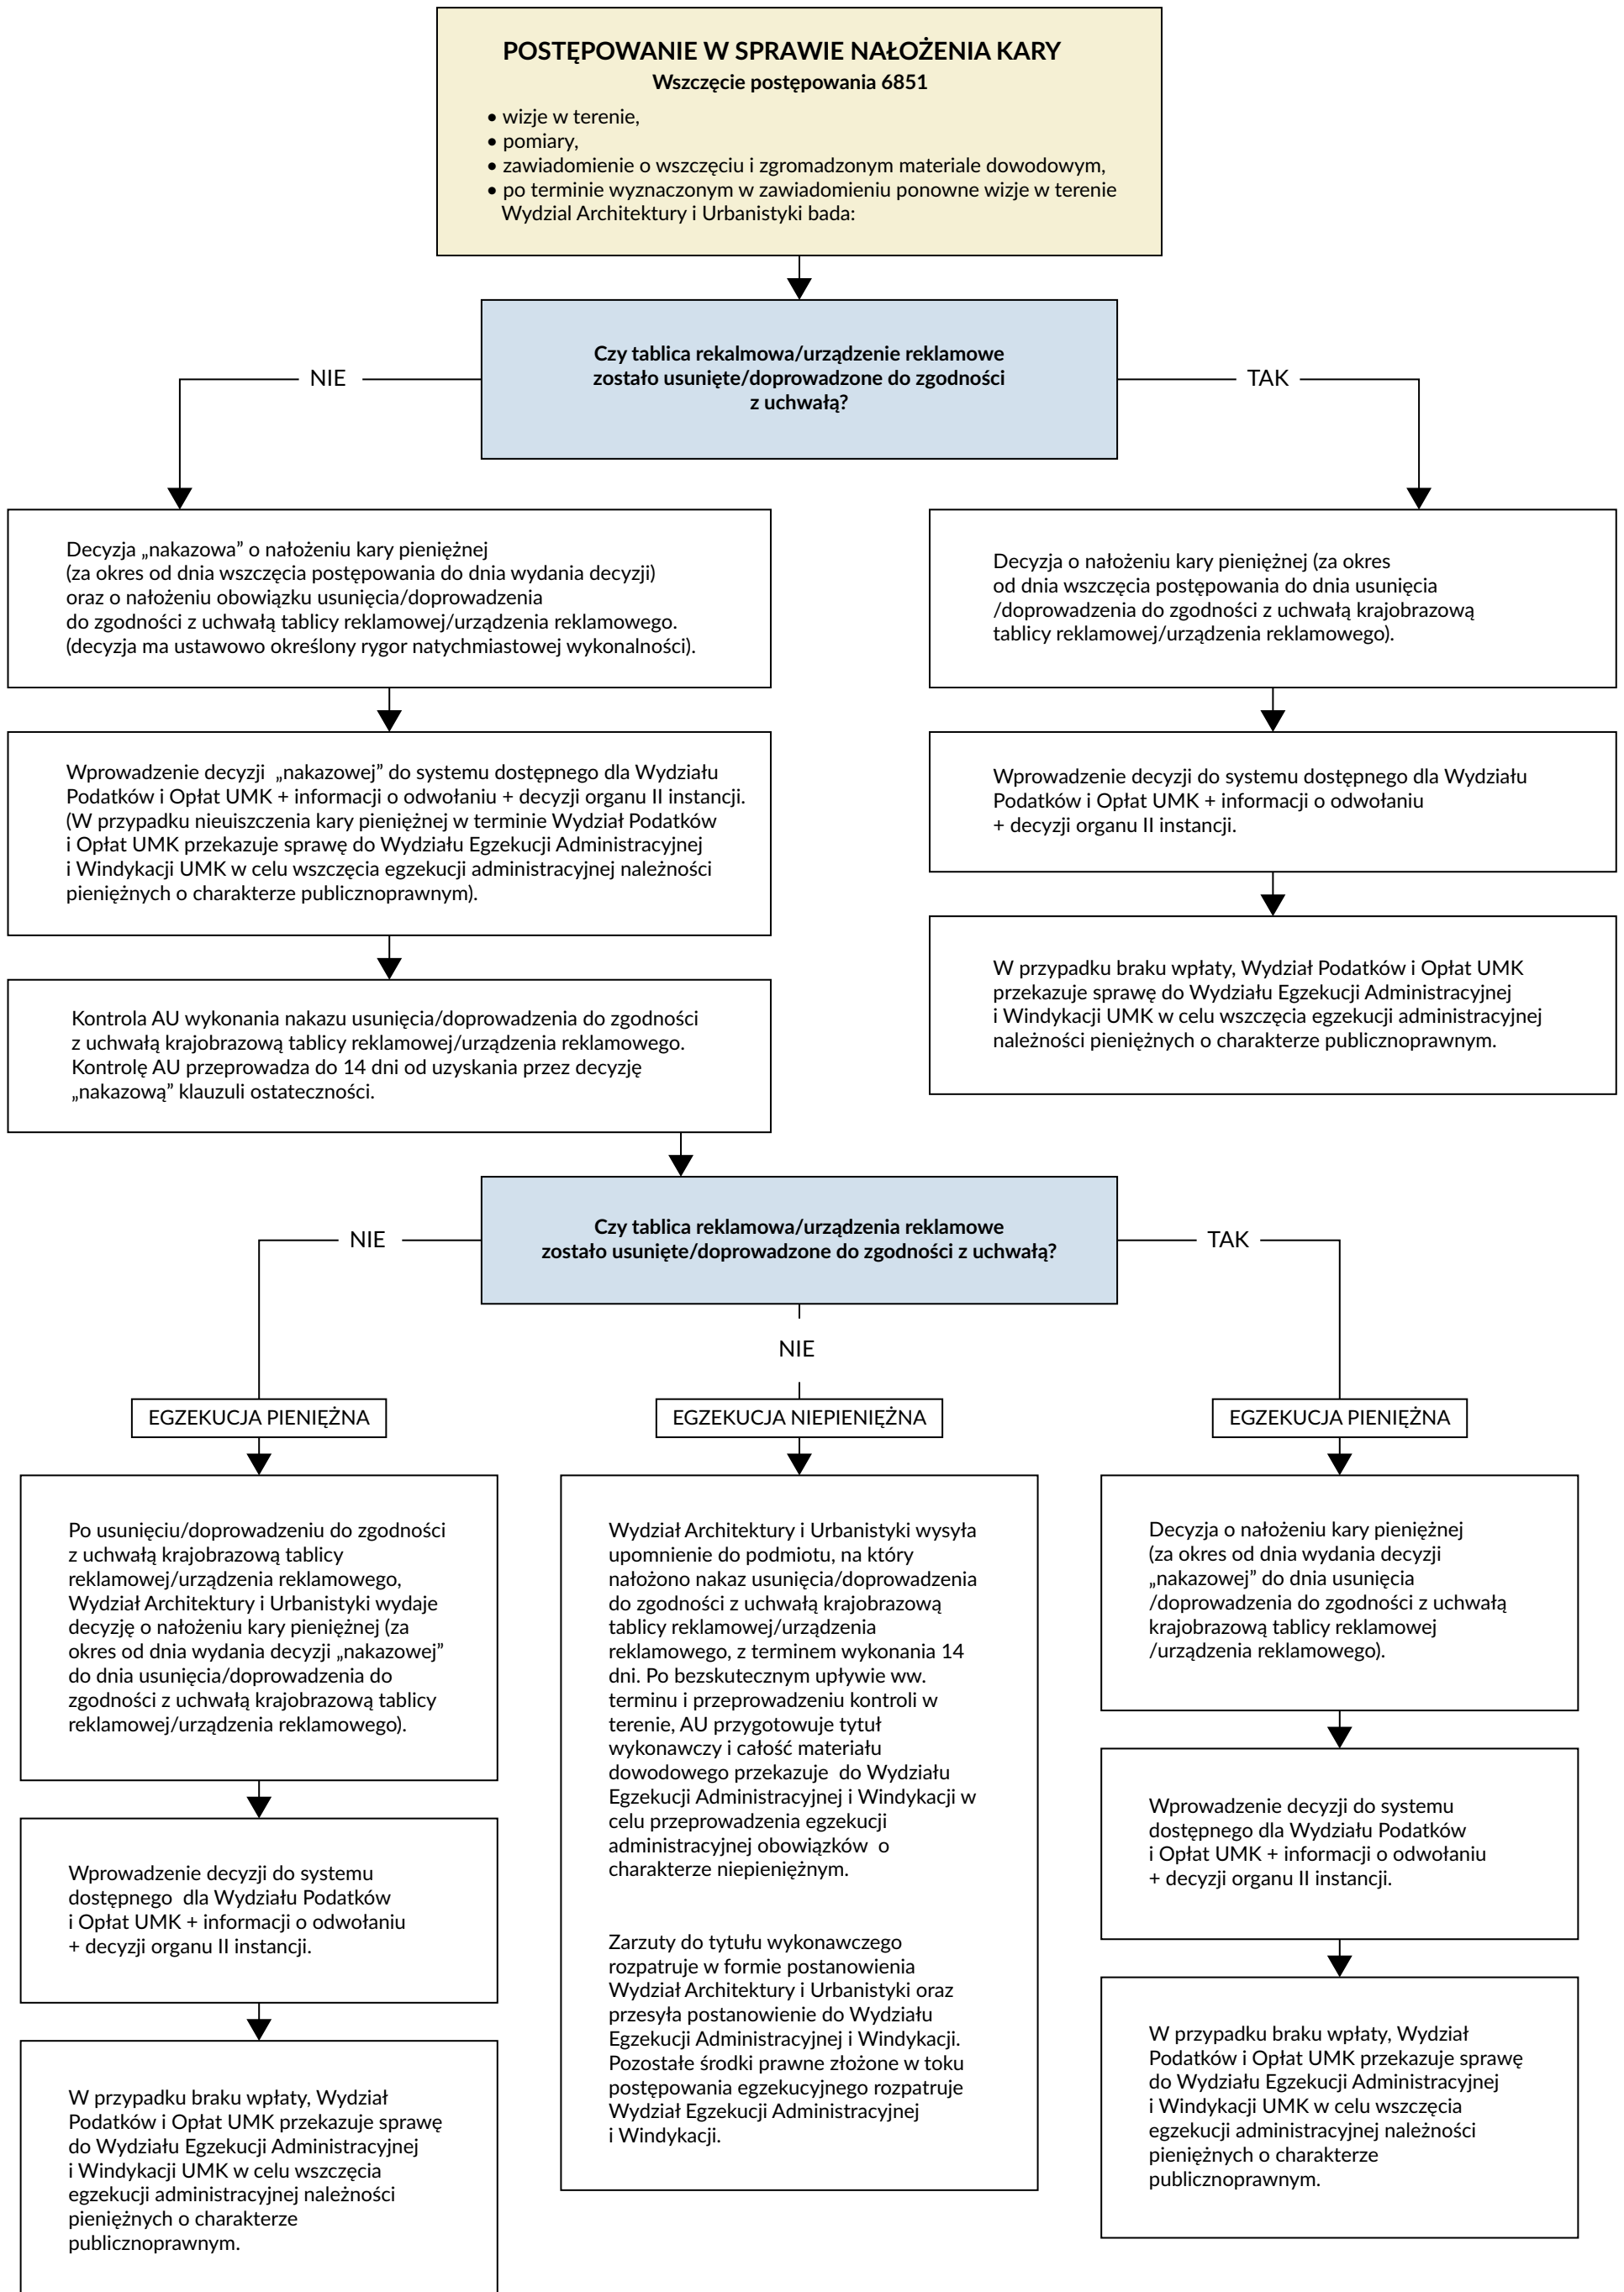 POSTĘPOWANIE W SPRAWIE NAŁOŻENIA KARY
Wszczęcie postępowania 6851
• wizje w terenie,
• pomiary,
• zawiadomienie o wszczęciu i zgromadzonym materiale dowodowym,
• po terminie wyznaczonym w zawiadomieniu ponowne wizje w terenie
Wydzial Architektury i Urbanistyki bada:
Czy tablica rekalmowa/urządzenie reklamowe
zostało usunięte/doprowadzone do zgodności
z uchwałą?
NIE
TAK
Decyzja „nakazowa” o nałożeniu kary pieniężnej
(za okres od dnia wszczęcia postępowania do dnia wydania decyzji)
oraz o nałożeniu obowiązku usunięcia/doprowadzenia
do zgodności z uchwałą tablicy reklamowej/urządzenia reklamowego.
(decyzja ma ustawowo określony rygor natychmiastowej wykonalności).
Decyzja o nałożeniu kary pieniężnej (za okres
od dnia wszczęcia postępowania do dnia usunięcia
/doprowadzenia do zgodności z uchwałą krajobrazową
tablicy reklamowej/urządzenia reklamowego).
Wprowadzenie decyzji „nakazowej” do systemu dostępnego dla Wydziału
Podatków i Opłat UMK + informacji o odwołaniu + decyzji organu II instancji.
(W przypadku nieuiszczenia kary pieniężnej w terminie Wydział Podatków
i Opłat UMK przekazuje sprawę do Wydziału Egzekucji Administracyjnej
i Windykacji UMK w celu wszczęcia egzekucji administracyjnej należności
pieniężnych o charakterze publicznoprawnym).
Wprowadzenie decyzji do systemu dostępnego dla Wydziału
Podatków i Opłat UMK + informacji o odwołaniu
+ decyzji organu II instancji.
Kontrola AU wykonania nakazu usunięcia/doprowadzenia do zgodności
z uchwałą krajobrazową tablicy reklamowej/urządzenia reklamowego.
Kontrolę AU przeprowadza do 14 dni od uzyskania przez decyzję
„nakazową” klauzuli ostateczności.
W przypadku braku wpłaty, Wydział Podatków i Opłat UMK
przekazuje sprawę do Wydziału Egzekucji Administracyjnej
i Windykacji UMK w celu wszczęcia egzekucji administracyjnej
należności pieniężnych o charakterze publicznoprawnym.
Czy tablica reklamowa/urządzenia reklamowe
zostało usunięte/doprowadzone do zgodności z uchwałą?
NIE
TAK
NIE
EGZEKUCJA PIENIĘŻNA
EGZEKUCJA NIEPIENIĘŻNA
EGZEKUCJA PIENIĘŻNA
Po usunięciu/doprowadzeniu do zgodności
z uchwałą krajobrazową tablicy
reklamowej/urządzenia reklamowego,
Wydział Architektury i Urbanistyki wydaje
decyzję o nałożeniu kary pieniężnej (za
okres od dnia wydania decyzji „nakazowej”
do dnia usunięcia/doprowadzenia do
zgodności z uchwałą krajobrazową tablicy
reklamowej/urządzenia reklamowego).
Wprowadzenie decyzji do systemu
dostępnego dla Wydziału Podatków
i Opłat UMK + informacji o odwołaniu
+ decyzji organu II instancji.
W przypadku braku wpłaty, Wydział
Podatków i Opłat UMK przekazuje sprawę
do Wydziału Egzekucji Administracyjnej
i Windykacji UMK w celu wszczęcia
egzekucji administracyjnej należności
pieniężnych o charakterze
publicznoprawnym.
Wydział Architektury i Urbanistyki wysyła
upomnienie do podmiotu, na który
nałożono nakaz usunięcia/doprowadzenia
do zgodności z uchwałą krajobrazową
tablicy reklamowej/urządzenia
reklamowego, z terminem wykonania 14
dni. Po bezskutecznym upływie ww.
terminu i przeprowadzeniu kontroli w
terenie, AU przygotowuje tytuł
wykonawczy i całość materiału
dowodowego przekazuje do Wydziału
Egzekucji Administracyjnej i Windykacji w
celu przeprowadzenia egzekucji
administracyjnej obowiązków o
charakterze niepieniężnym.
Zarzuty do tytułu wykonawczego
rozpatruje w formie postanowienia
Wydział Architektury i Urbanistyki oraz
przesyła postanowienie do Wydziału
Egzekucji Administracyjnej i Windykacji.
Pozostałe środki prawne złożone w toku
postępowania egzekucyjnego rozpatruje
Wydział Egzekucji Administracyjnej
i Windykacji.
Decyzja o nałożeniu kary pieniężnej
(za okres od dnia wydania decyzji
„nakazowej” do dnia usunięcia
/doprowadzenia do zgodności z uchwałą
krajobrazową tablicy reklamowej
/urządzenia reklamowego).
Wprowadzenie decyzji do systemu
dostępnego dla Wydziału Podatków
i Opłat UMK + informacji o odwołaniu
+ decyzji organu II instancji.
W przypadku braku wpłaty, Wydział
Podatków i Opłat UMK przekazuje sprawę
do Wydziału Egzekucji Administracyjnej
i Windykacji UMK w celu wszczęcia
egzekucji administracyjnej należności
pieniężnych o charakterze
publicznoprawnym.